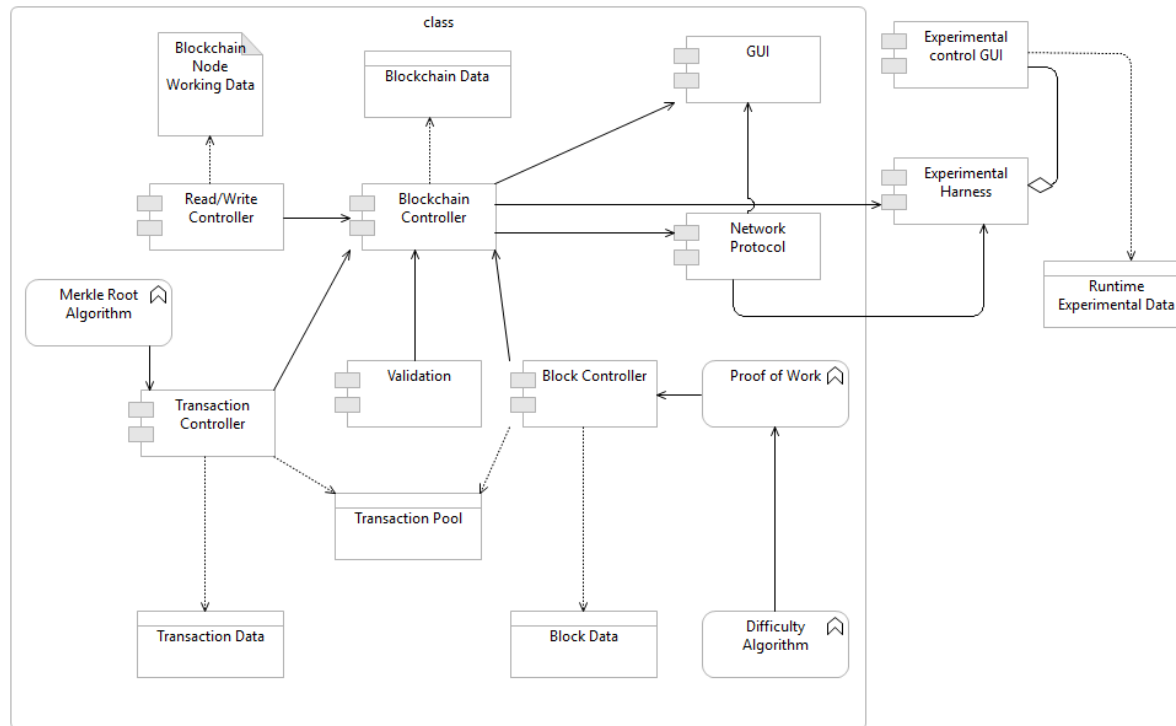 class
Blockchain
Node
Working Data
Blockchain Data
GUI
Experimental
control GUI
Read/Write
Controller
Blockchain
Controller
Network
Protocol
Experimental
Harness
Runtime
Experimental Data
Merkle Root
Algorithm
Validation
Block Controller
Proof of Work
Transaction
Controller
Transaction Pool
Transaction Data
Block Data
Difficulty
Algorithm